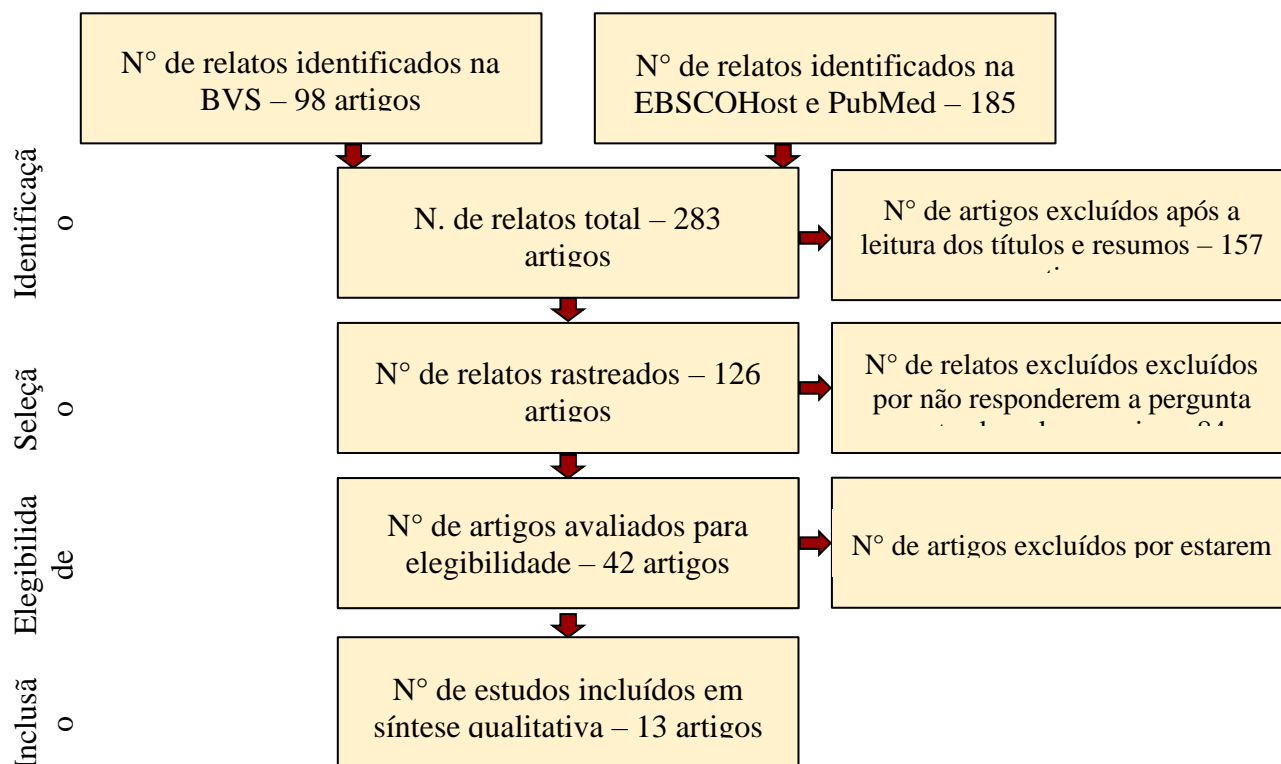 N° de relatos identificados na
BVS – 98 artigos
N° de relatos identificados na
EBSCOHost e PubMed – 185
Identificaçã
o
N. de relatos total – 283
artigos
N° de artigos excluídos após a
leitura dos títulos e resumos – 157
Seleçã
o
N° de relatos rastreados – 126
artigos
N° de relatos excluídos excluídos
por não responderem a pergunta
Elegibilida
de
N° de artigos avaliados para
elegibilidade – 42 artigos
N° de artigos excluídos por estarem
Inclusã
o
N° de estudos incluídos em
síntese qualitativa – 13 artigos